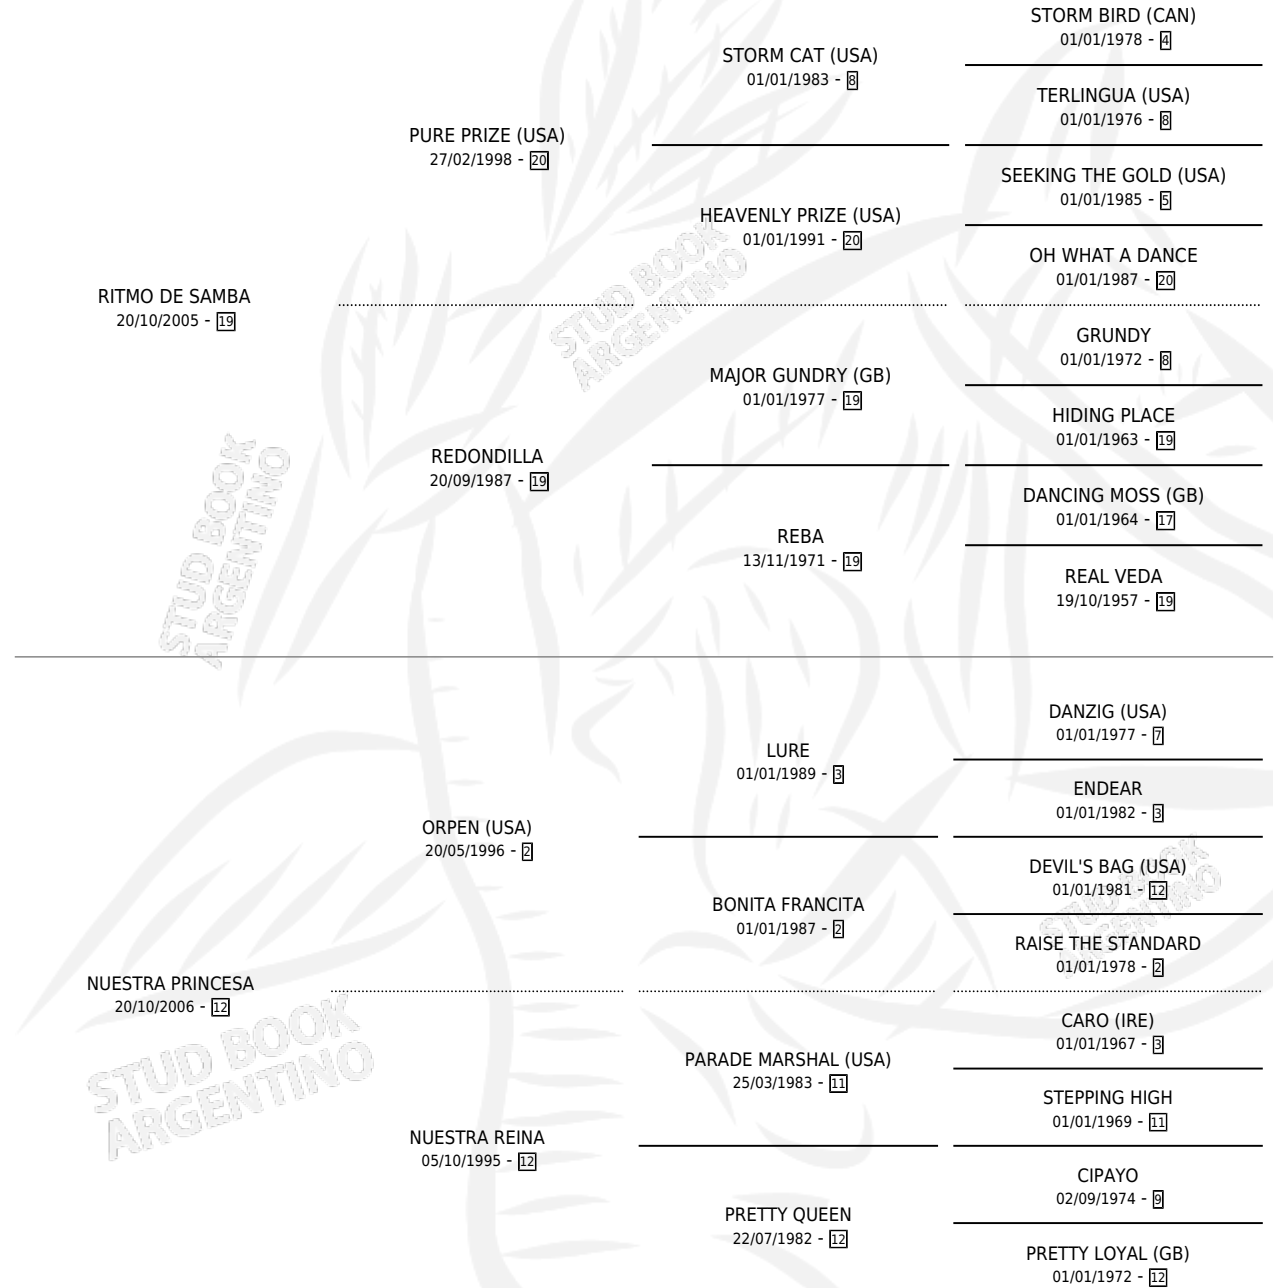 STORM BIRD (CAN)
01/01/1978 - 4
STORM CAT (USA)
01/01/1983 - 8
TERLINGUA (USA)
01/01/1976 - 8
PURE PRIZE (USA)
27/02/1998 - 20
SEEKING THE GOLD (USA)
01/01/1985 - 5
HEAVENLY PRIZE (USA)
01/01/1991 - 20
OH WHAT A DANCE
01/01/1987 - 20
RITMO DE SAMBA
20/10/2005 - 19
STUD BOOK
ARGENTINO
GRUNDY
01/01/1972 - 8
MAJOR GUNDRY (GB)
01/01/1977 - 19
HIDING PLACE
01/01/1963 - 19
REDONDILLA
20/09/1987 - 19
DANCING MOSS (GB)
01/01/1964 - 17
REBA
13/11/1971 - 19
REAL VEDA
19/10/1957 - 19
STUD BOOK
ARGENTINO
DANZIG (USA)
01/01/1977 - 7
LURE
01/01/1989 - 3
ENDEAR
01/01/1982 - 3
ORPEN (USA)
20/05/1996 - 2
DEVIL'S BAG (USA)
01/01/1981 - 12
BONITA FRANCITA
01/01/1987 - 2
STUD BOOK
ARGENTINO
RAISE THE STANDARD
01/01/1978 - 2
NUESTRA PRINCESA
20/10/2006 - 12
CARO (IRE)
01/01/1967 - 3
PARADE MARSHAL (USA)
25/03/1983 - 11
STUD BOOK
ARGENTINO
STEPPING HIGH
01/01/1969 - 11
NUESTRA REINA
05/10/1995 - 12
CIPAYO
02/09/1974 - 9
PRETTY QUEEN
22/07/1982 - 12
PRETTY LOYAL (GB)
01/01/1972 - 12